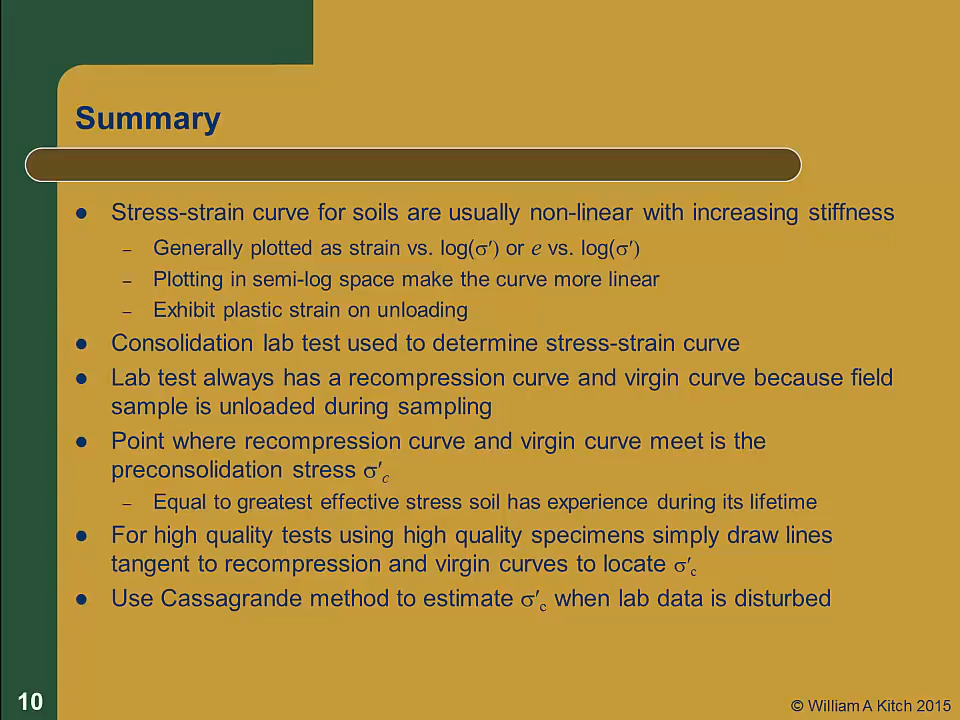 Summary
● Stress-strain curve for soils are usually non-linear with increasing stiffness
– Generally plotted as strain vs. log(σ′) or e vs. log(σ′)
– Plotting in semi-log space make the curve more linear
– Exhibit plastic strain on unloading
● Consolidation lab test used to determine stress-strain curve
● Lab test always has a recompression curve and virgin curve because field
sample is unloaded during sampling
● Point where recompression curve and virgin curve meet is the
preconsolidation stress σ′c
– Equal to greatest effective stress soil has experience during its lifetime
● For high quality tests using high quality specimens simply draw lines
tangent to recompression and virgin curves to locate σ′c
● Use Cassagrande method to estimate σ′c when lab data is disturbed
10
© William A Kitch 2015